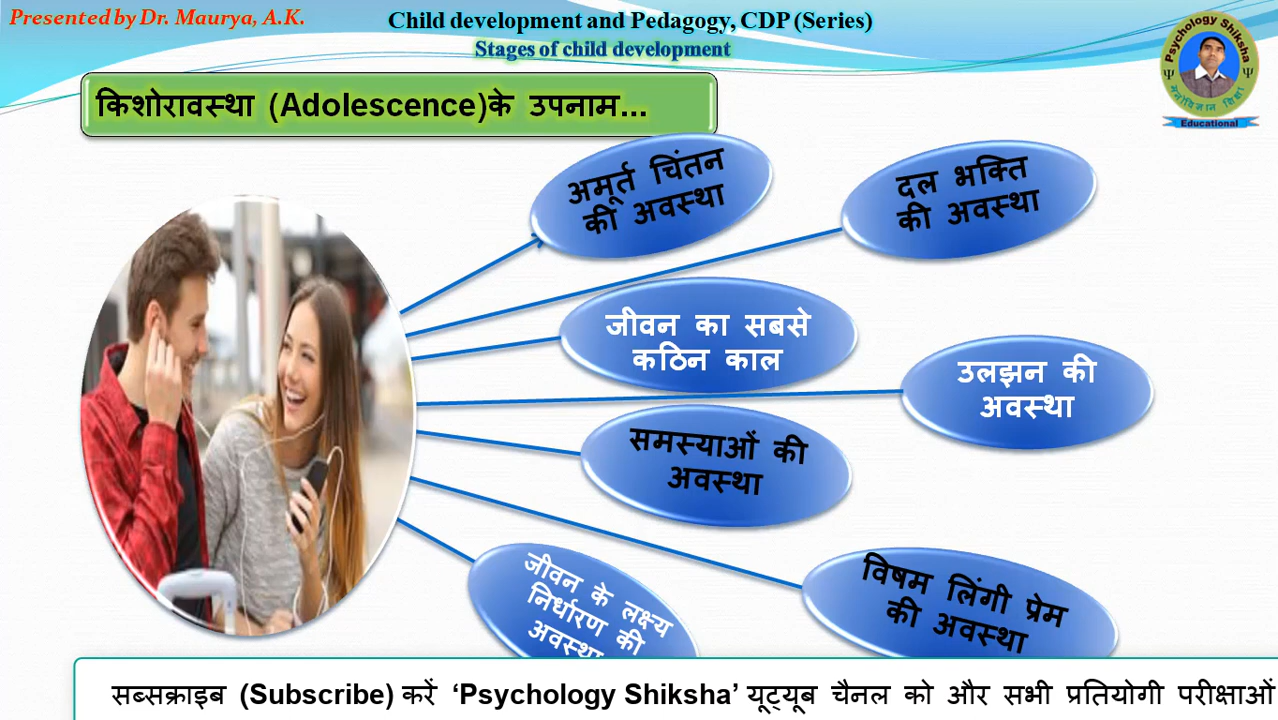 Presented by Dr. Maurya, A.K.
Child development and Pedagogy, CDP (Series)
Stages of child development
Psychology Shiksha
Ψ Ψ
मनोविज्ञान शिक्षा
Educational
किशोरावस्था (Adolescence)के उपनाम...
अमूर्त चिंतन
की अवस्था
दल भक्ति
की अवस्था
जीवन का सबसे
कठिन काल
उलझन की
अवस्था
समस्याओं की
अवस्था
विषम लिंगी प्रेम
की अवस्था
जीवन के लक्ष्य
निर्धारण की
अवस्था
सब्सक्राइब (Subscribe) करें ‘Psychology Shiksha’ यूट्यूब चैनल को और सभी प्रतियोगी परीक्षाओं